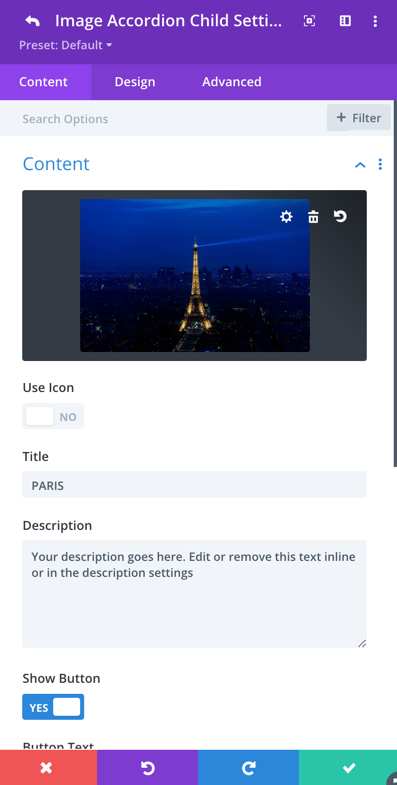 Image Accordion Child Setti...
Preset: Default
Content
Design
Advanced
Search Options
+ Filter
Content
Use Icon
NO
Title
PARIS
Description
Your description goes here. Edit or remove this text inline
or in the description settings
Show Button
YES
Button Text